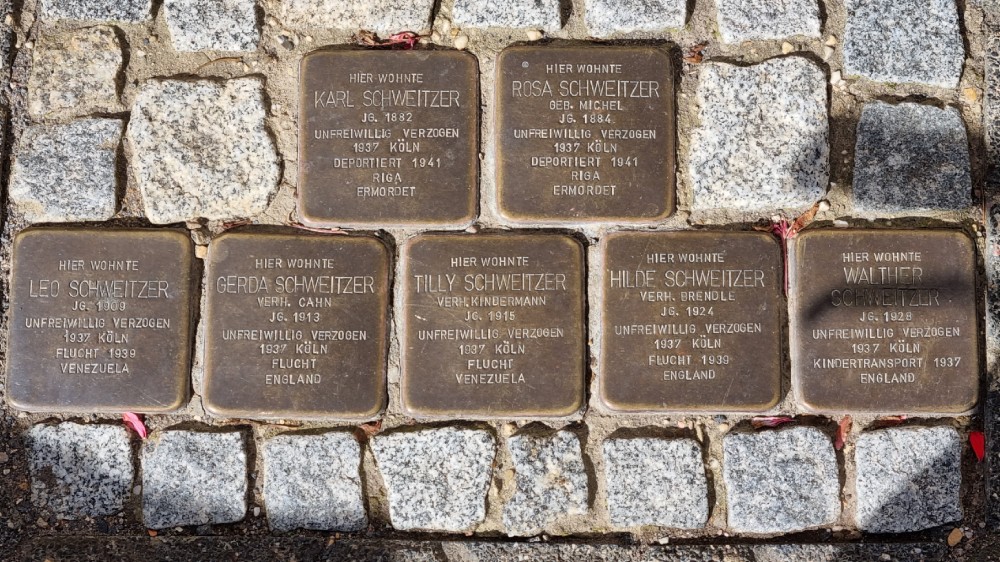 HIER WOHNTE
KARL SCHWEITZER
JG. 1882
UNFREIWILLIG VERZOGEN
1937 KÖLN
DEPORTIERT 1941
RIGA
ERMORDET
HIER WOHNTE
ROSA SCHWEITZER
GEB. MICHEL
JG. 1884
UNFREIWILLIG VERZOGEN
1937 KÖLN
DEPORTIERT 1941
RIGA
ERMORDET
HIER WOHNTE
LEO SCHWEITZER
JG. 1909
UNFREIWILLIG VERZOGEN
1937 KÖLN
FLUCHT 1939
VENEZUELA
HIER WOHNTE
GERDA SCHWEITZER
VERH. CAHN
JG. 1913
UNFREIWILLIG VERZOGEN
1937 KÖLN
FLUCHT
ENGLAND
HIER WOHNTE
TILLY SCHWEITZER
VERH. KINDERMANN
JG. 1915
UNFREIWILLIG VERZOGEN
1937 KÖLN
FLUCHT
VENEZUELA
HIER WOHNTE
HILDE SCHWEITZER
VERH. BRENDLE
JG. 1924
UNFREIWILLIG VERZOGEN
1937 KÖLN
FLUCHT 1939
ENGLAND
HIER WOHNTE
WALTHER
SCHWEITZER
JG. 1928
UNFREIWILLIG VERZOGEN
1937 KÖLN
KINDERTRANSPORT 1937
ENGLAND